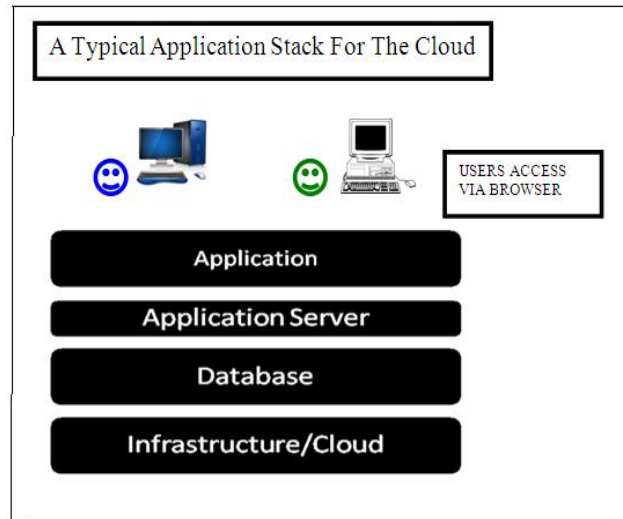 A Typical Application Stack For The Cloud
USERS ACCESS
VIA BROWSER
Application
Application Server
Database
Infrastructure/Cloud